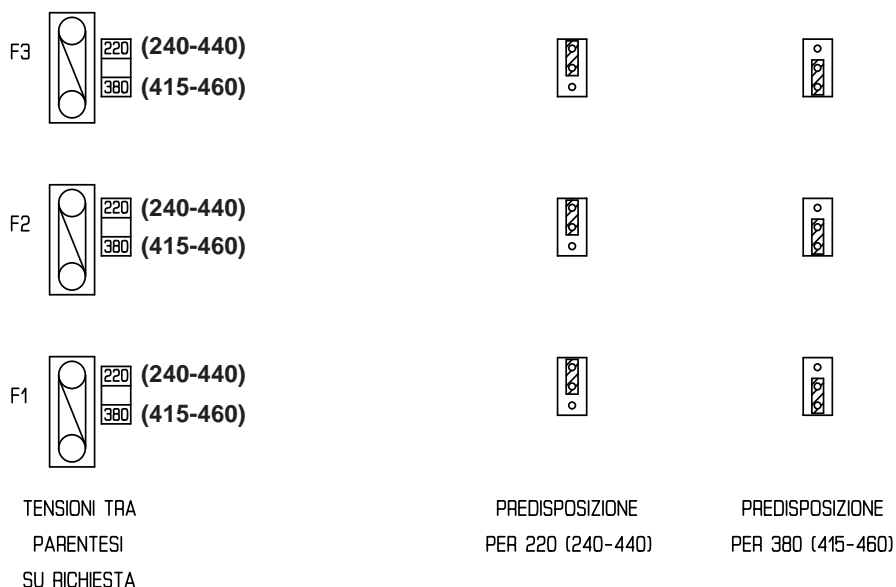 F3
220 (240-440)
380 (415-460)
F2
220 (240-440)
380 (415-460)
F1
220 (240-440)
380 (415-460)
TENSIONI TRA
PARENTESI
SU RICHIESTA
PREDISPOSIZIONE
PER 220 (240-440)
PREDISPOSIZIONE
PER 380 (415-460)